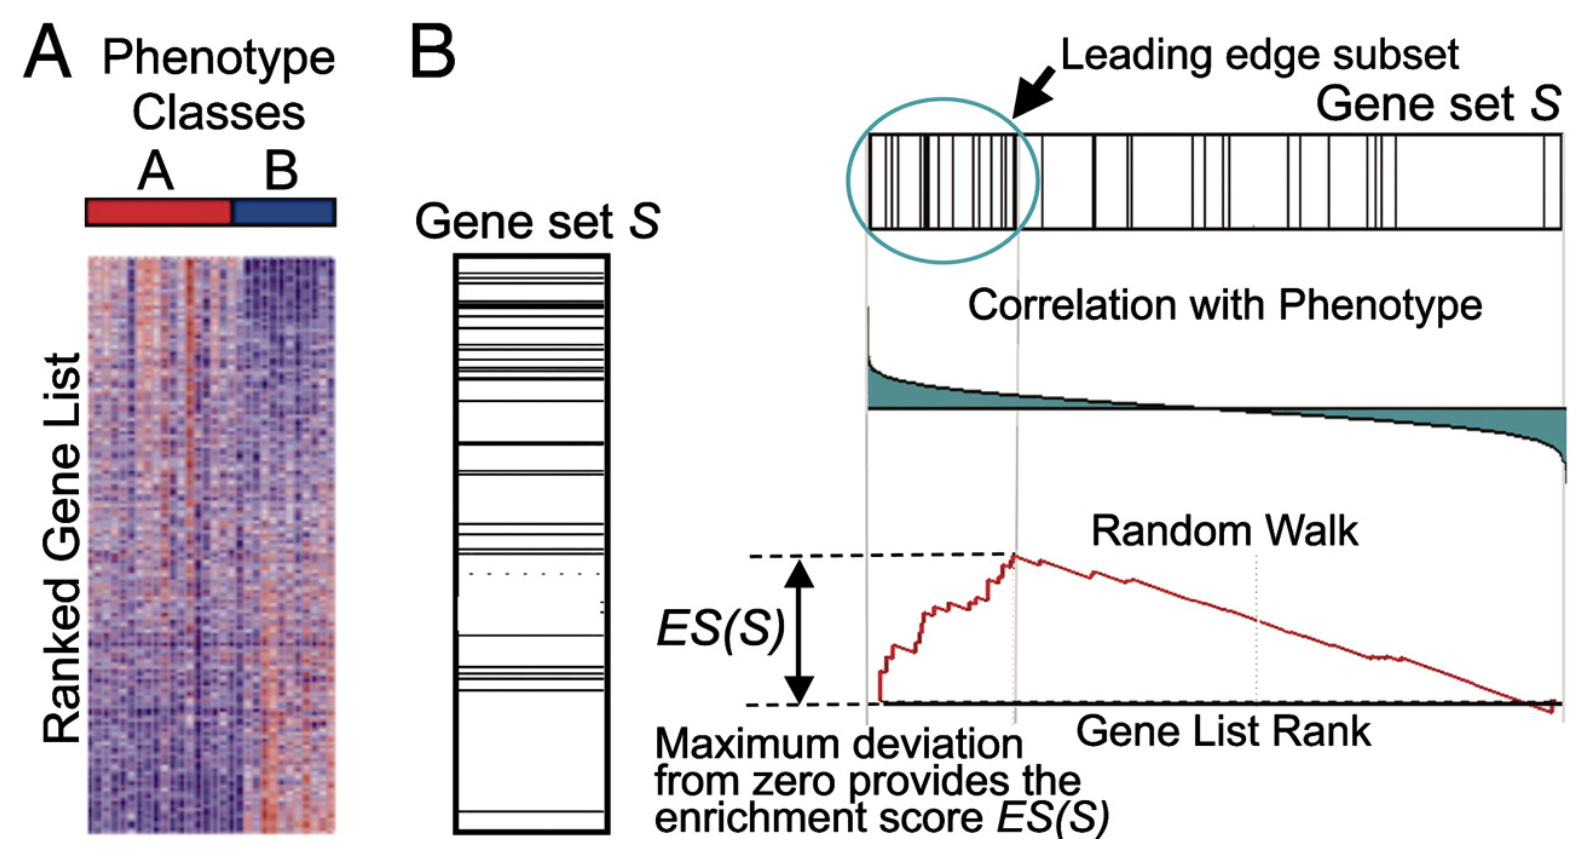 A
Phenotype
Classes
A B
Ranked Gene List
B
Gene set S
Leading edge subset
Gene set S
Correlation with Phenotype
Random Walk
ES(S)
Gene List Rank
Maximum deviation
from zero provides the
enrichment score ES(S)